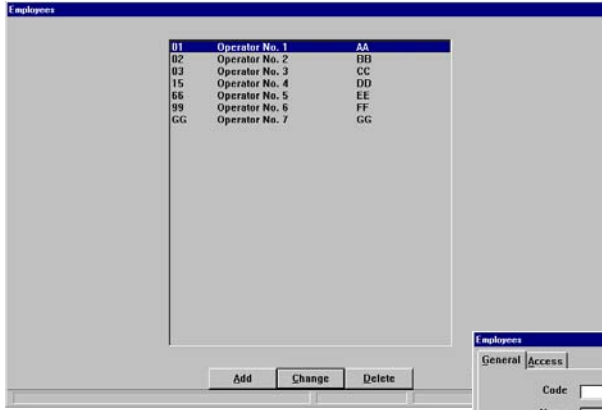 Employees
01 Operator No. 1 AA
02 Operator No. 2 BB
03 Operator No. 3 CC
15 Operator No. 4 DD
66 Operator No. 5 EE
99 Operator No. 6 FF
GG Operator No. 7 GG
Add Change Delete
Employees
General Access
Code